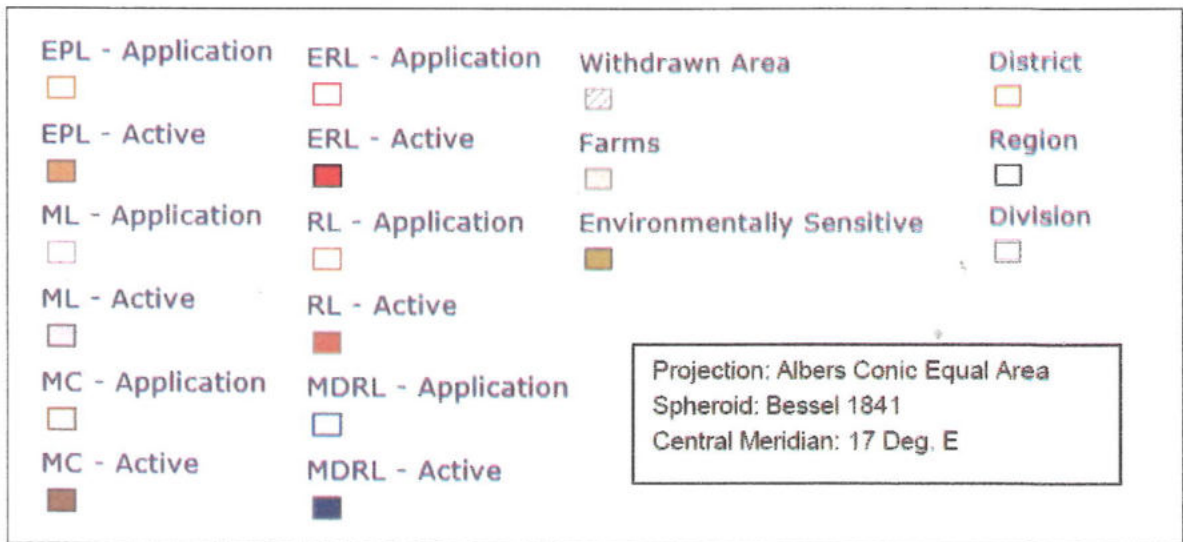 EPL - Application
EPL - Active
ML - Application
ML - Active
MC - Application
MC - Active
ERL - Application
ERL - Active
RL - Application
RL - Active
MDRL - Application
MDRL - Active
Withdrawn Area
Farms
Environmentally Sensitive
District
Region
Division
Projection: Albers Conic Equal Area
Spheroid: Bessel 1841
Central Meridian: 17 Deg. E